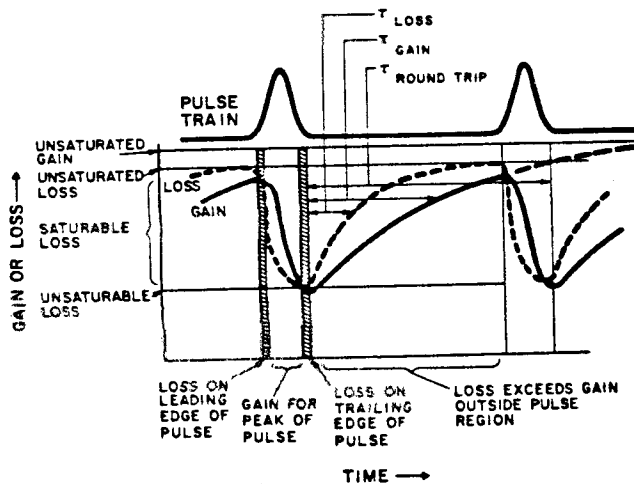 τ LOSS
τ GAIN
τ ROUND TRIP
PULSE
TRAIN
UNSATURATED
GAIN
UNSATURATED
LOSS
LOSS
GAIN
SATURABLE
LOSS
UNSATURABLE
LOSS
GAIN OR LOSS
LOSS ON
LEADING
EDGE OF
PULSE
GAIN FOR
PEAK OF
PULSE
LOSS ON
TRAILING
EDGE OF
PULSE
LOSS EXCEEDS GAIN
OUTSIDE PULSE
REGION
TIME